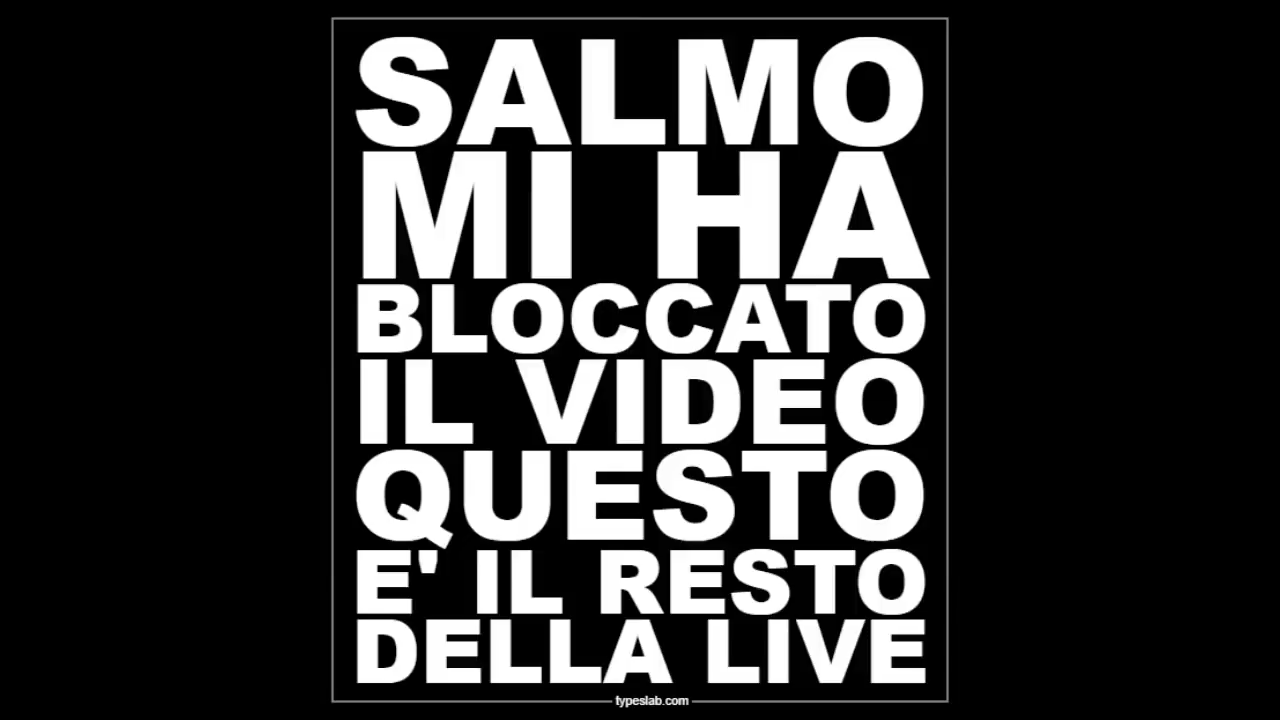 SALMO
MI HA
BLOCCATO
IL VIDEO
QUESTO
E' IL RESTO
DELLA LIVE
typeslab.com